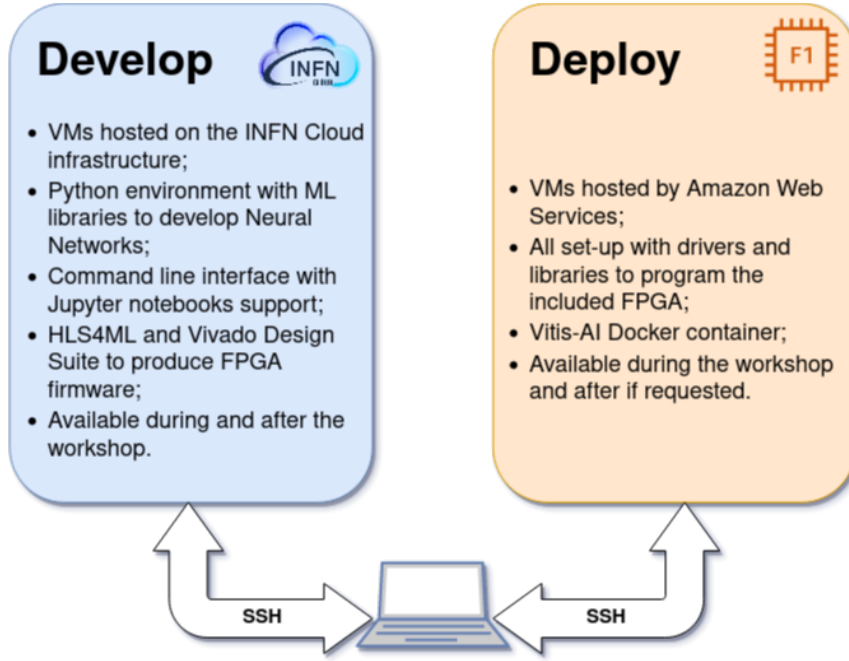 Develop
INFN
• VMs hosted on the INFN Cloud
infrastructure;
• Python environment with ML
libraries to develop Neural
Networks;
• Command line interface with
Jupyter notebooks support;
• HLS4ML and Vivado Design
Suite to produce FPGA
firmware;
• Available during and after the
workshop.
Deploy
F1
• VMs hosted by Amazon Web
Services;
• All set-up with drivers and
libraries to program the
included FPGA;
• Vitis-AI Docker container;
• Available during the workshop
and after if requested.
SSH
SSH